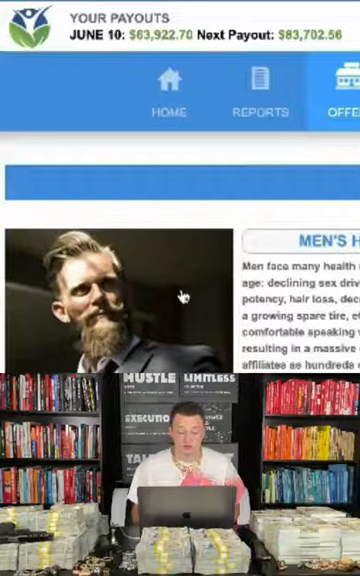 YOUR PAYOUTS
JUNE 10: $63,922.70 Next Payout: $83,702.56
HOME
REPORTS
OFFE
MEN'S H
Men face many health
age: declining sex driv
potency, hair loss, dec
a growing spare tire, et
comfortable speaking
resulting in a massive
affiliates as hundreds
HUSTLE
LIMITLESS
EXECUTIO